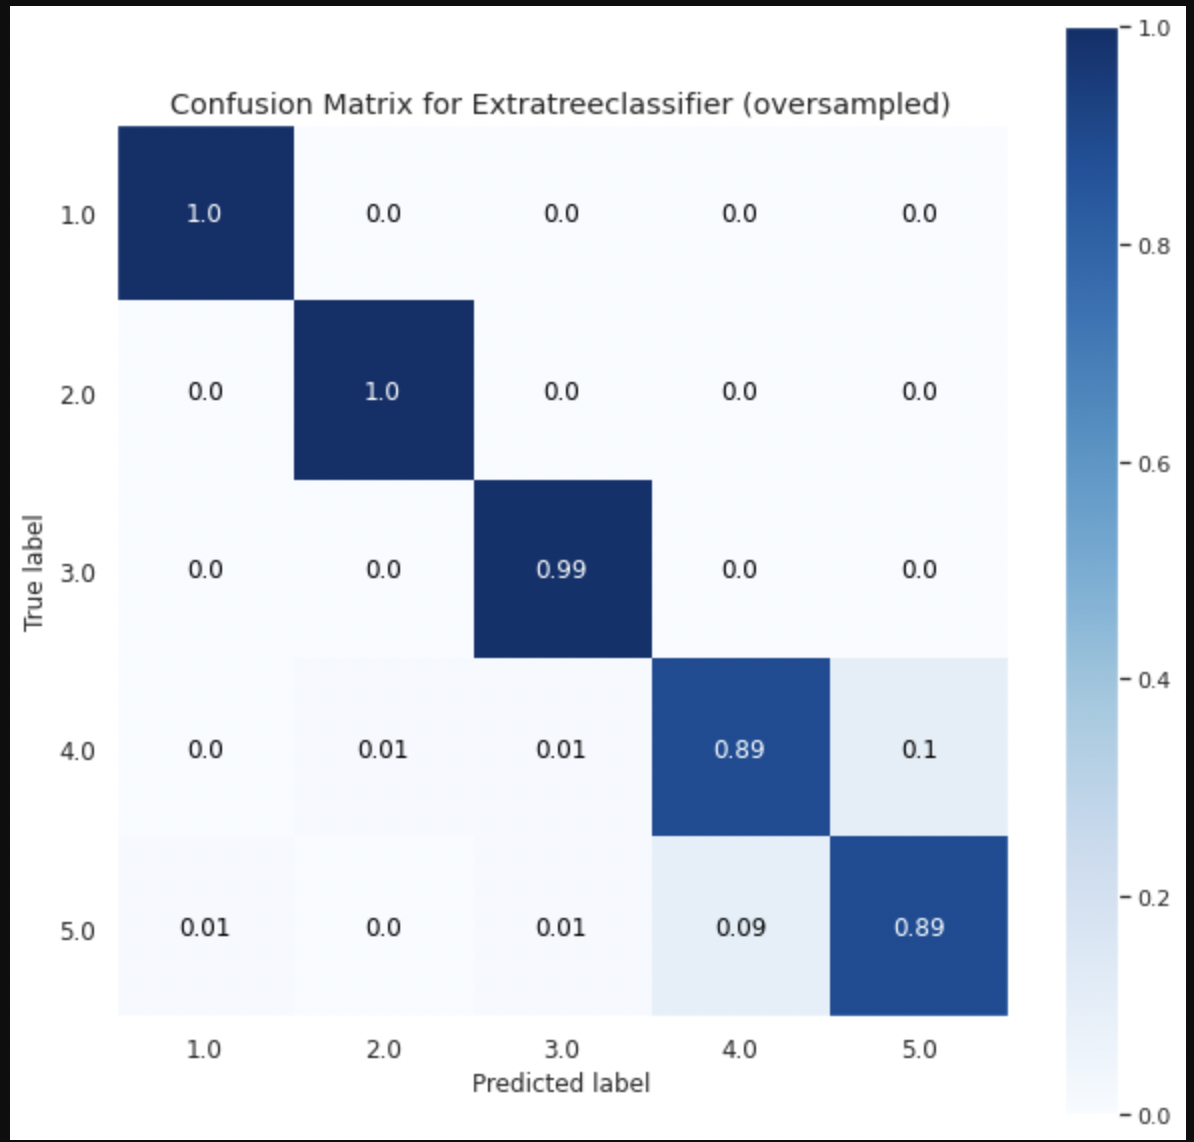 1.0
Confusion Matrix for Extratreeclassifier (oversampled)
1.0 1.0 0.0 0.0 0.0 0.0
0.8
2.0 0.0 1.0 0.0 0.0 0.0
0.6
True label
3.0 0.0 0.0 0.99 0.0 0.0
0.4
4.0 0.0 0.01 0.01 0.89 0.1
0.2
5.0 0.01 0.0 0.01 0.09 0.89
1.0 2.0 3.0 4.0 5.0
Predicted label
0.0